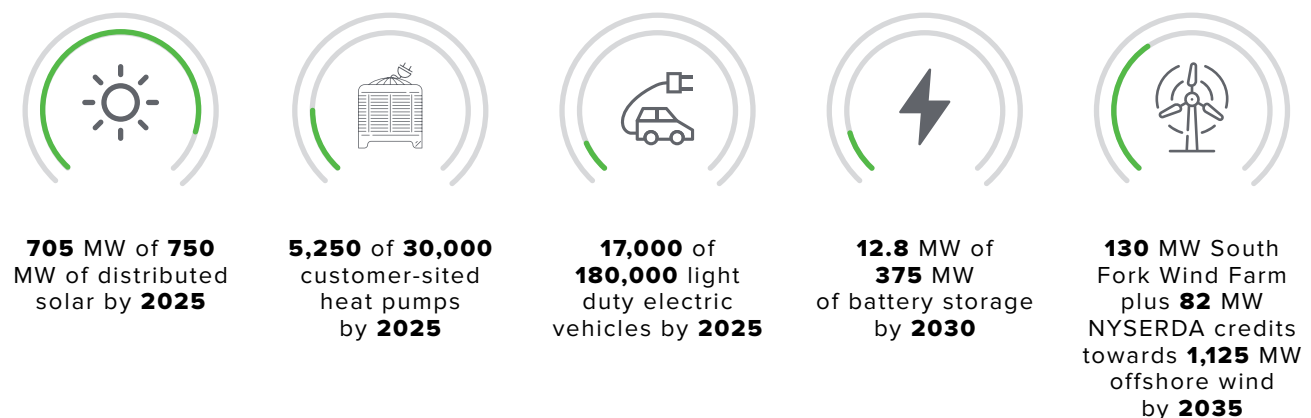 705 MW of 750
MW of distributed
solar by 2025
5,250 of 30,000
customer-sited
heat pumps
by 2025
17,000 of
180,000 light
duty electric
vehicles by 2025
12.8 MW of
375 MW
of battery storage
by 2030
130 MW South
Fork Wind Farm
plus 82 MW
NYSERDA credits
towards 1,125 MW
offshore wind
by 2035